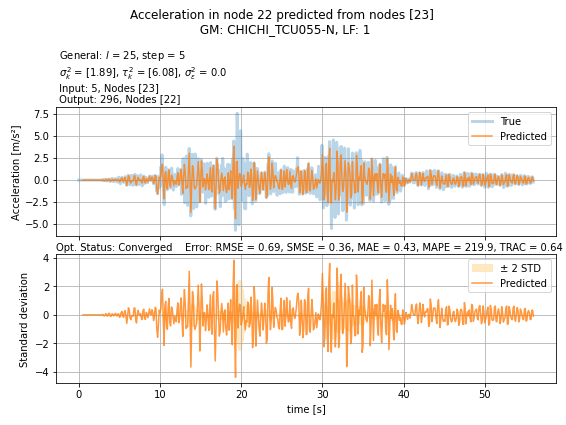 Acceleration in node 22 predicted from nodes [23]
GM: CHICHI_TCU055-N, LF: 1
General: l = 25, step = 5
σ²ₖ = [1.89], τ²ₖ = [6.08], σ²ε = 0.0
Input: 5, Nodes [23]
Output: 296, Nodes [22]
Acceleration [m/s²]
7.5
5.0
2.5
0.0
−2.5
−5.0
True
Predicted
Opt. Status: Converged Error: RMSE = 0.69, SMSE = 0.36, MAE = 0.43, MAPE = 219.9, TRAC = 0.64
Standard deviation
4
2
0
−2
−4
± 2 STD
Predicted
0 10 20 30 40 50
time [s]